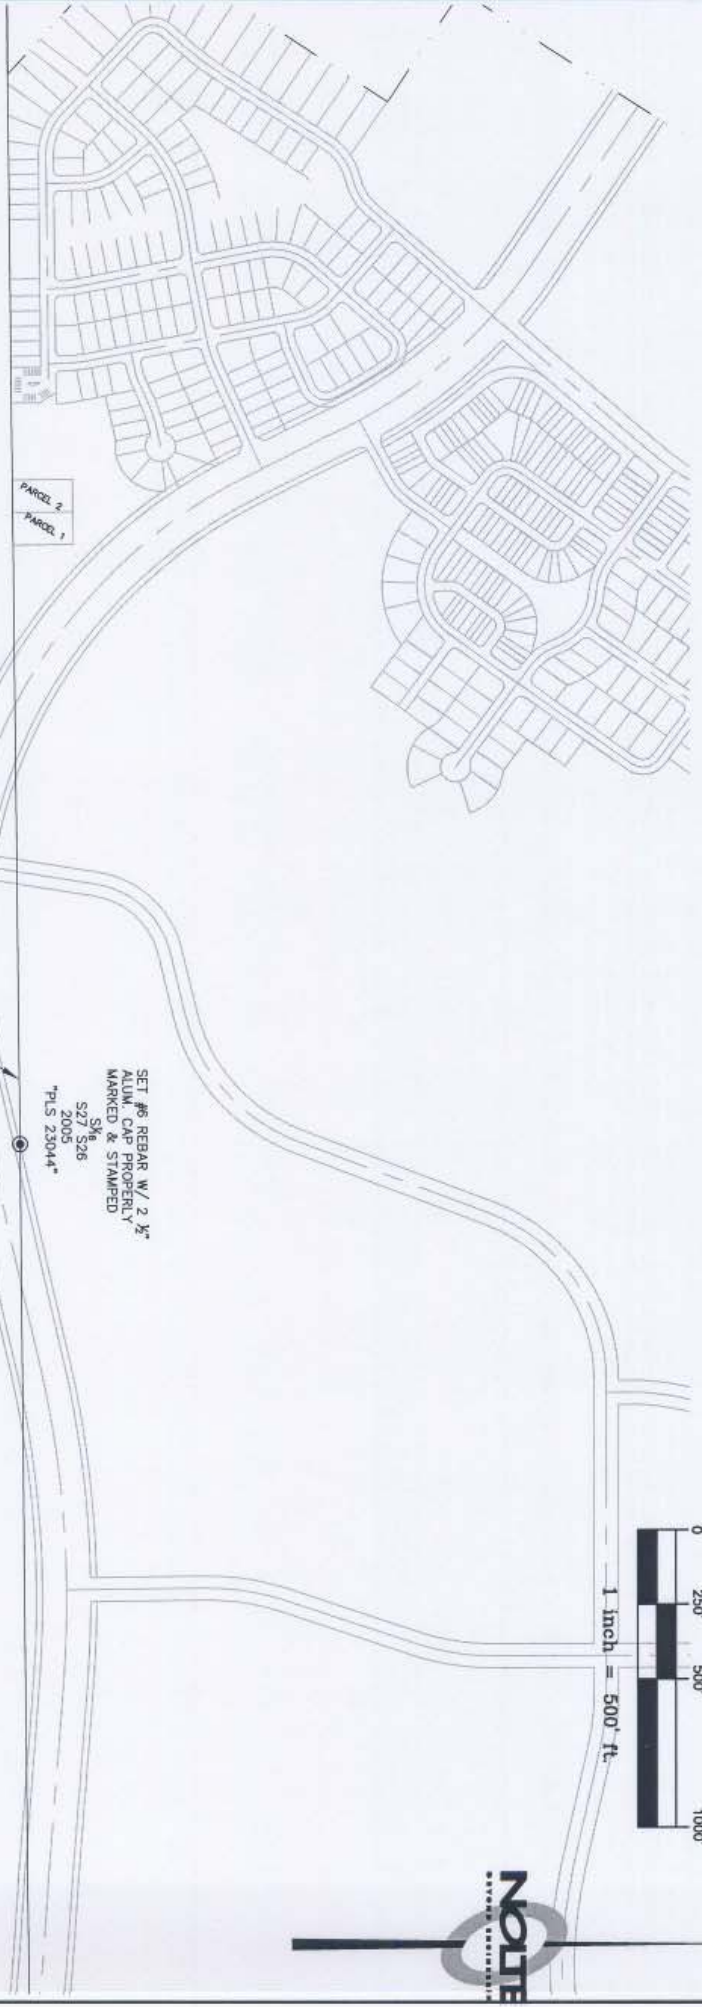 PARCEL 2
PARCEL 1
SET #6 REBAR W/ 2 ½"
ALUM. CAP PROPERLY
MARKED & STAMPED
S27 S26
2005
"PLS 23044"
0
250
500
1000
1 inch = 500' ft.
NOLTE
BEYOND